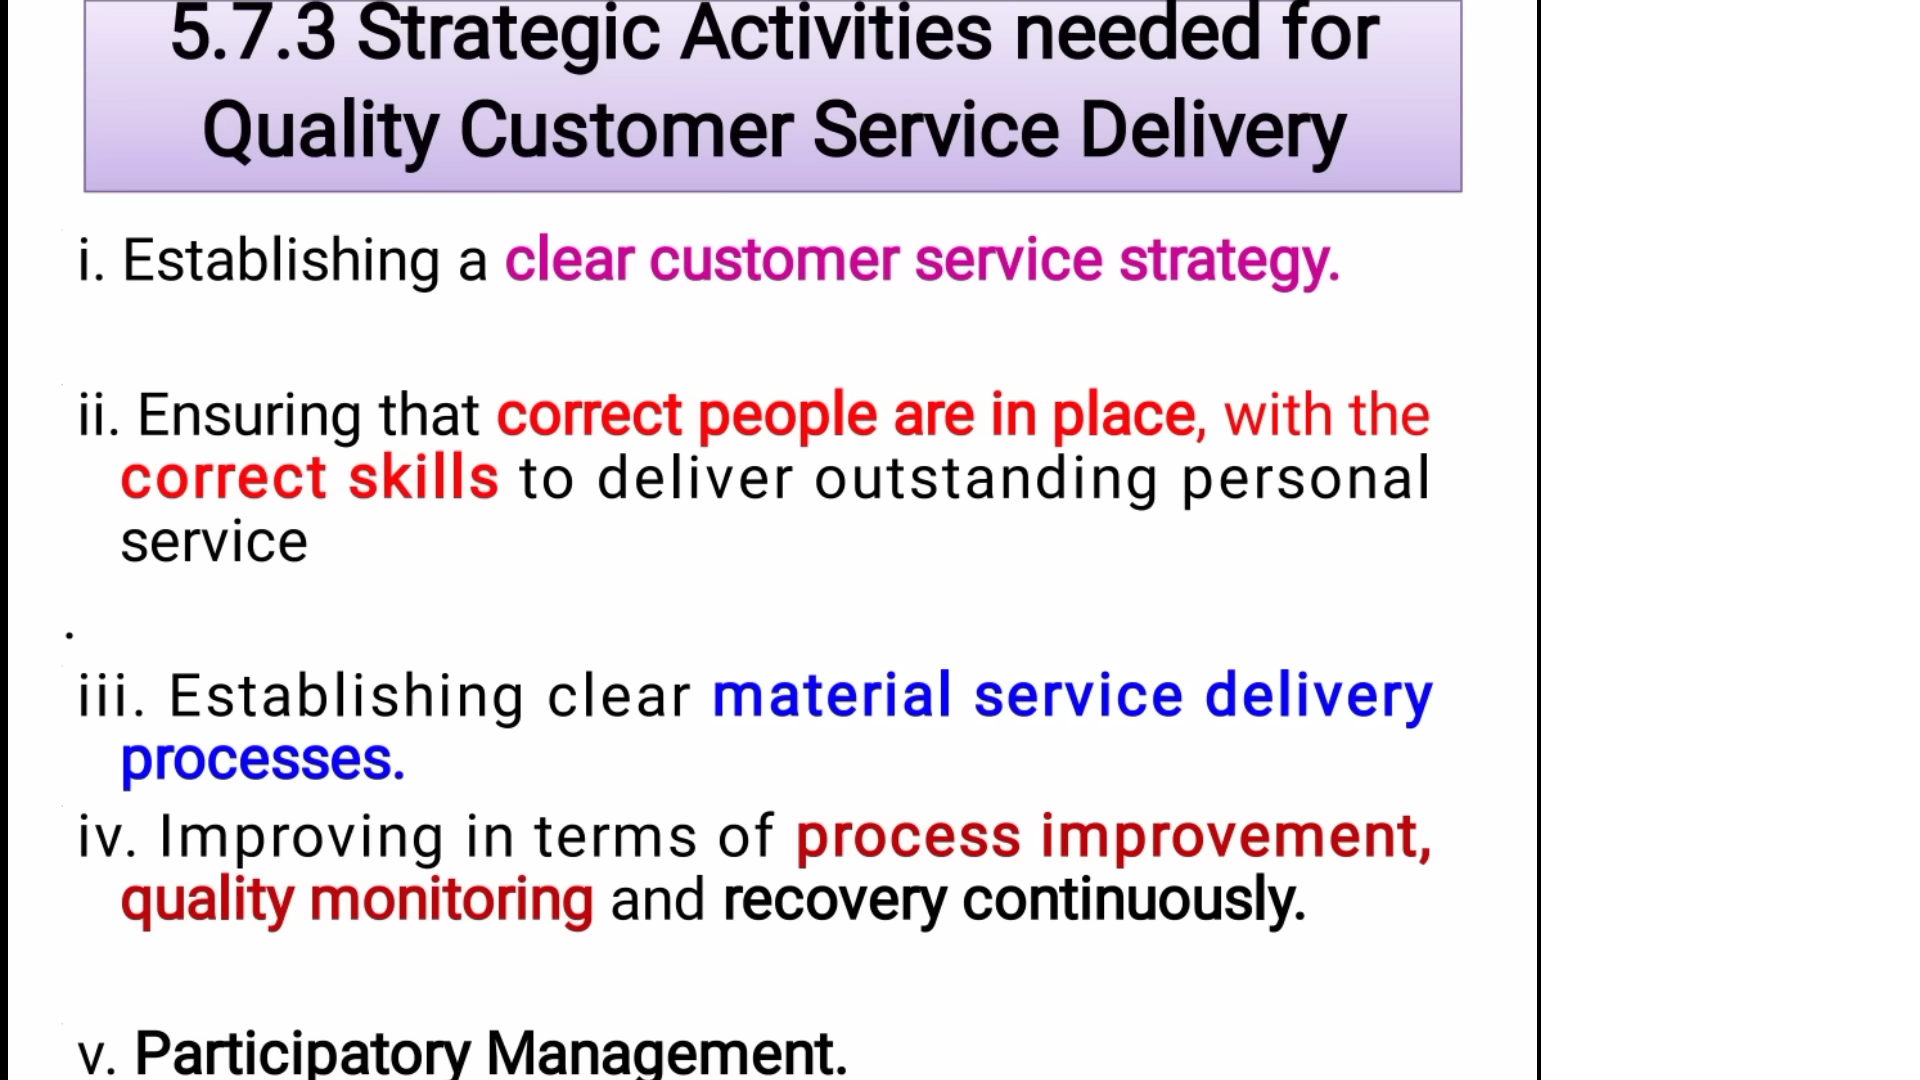 5.7.3 Strategic Activities needed for
Quality Customer Service Delivery
i. Establishing a clear customer service strategy.
ii. Ensuring that correct people are in place, with the
correct skills to deliver outstanding personal
service
.
iii. Establishing clear material service delivery
processes.
iv. Improving in terms of process improvement,
quality monitoring and recovery continuously.
v. Participatory Management.